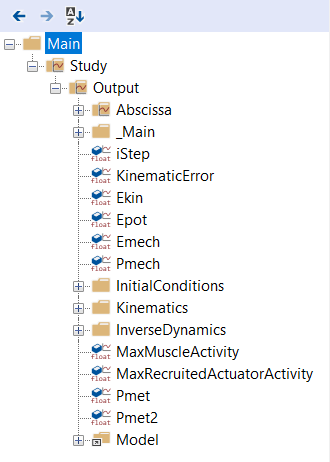 A
Z
Main
Study
Output
Abscissa
_Main
float iStep
float KinematicError
float Ekin
float Epot
float Emech
float Pmech
InitialConditions
Kinematics
InverseDynamics
float MaxMuscleActivity
float MaxRecruitedActuatorActivity
float Pmet
float Pmet2
Model